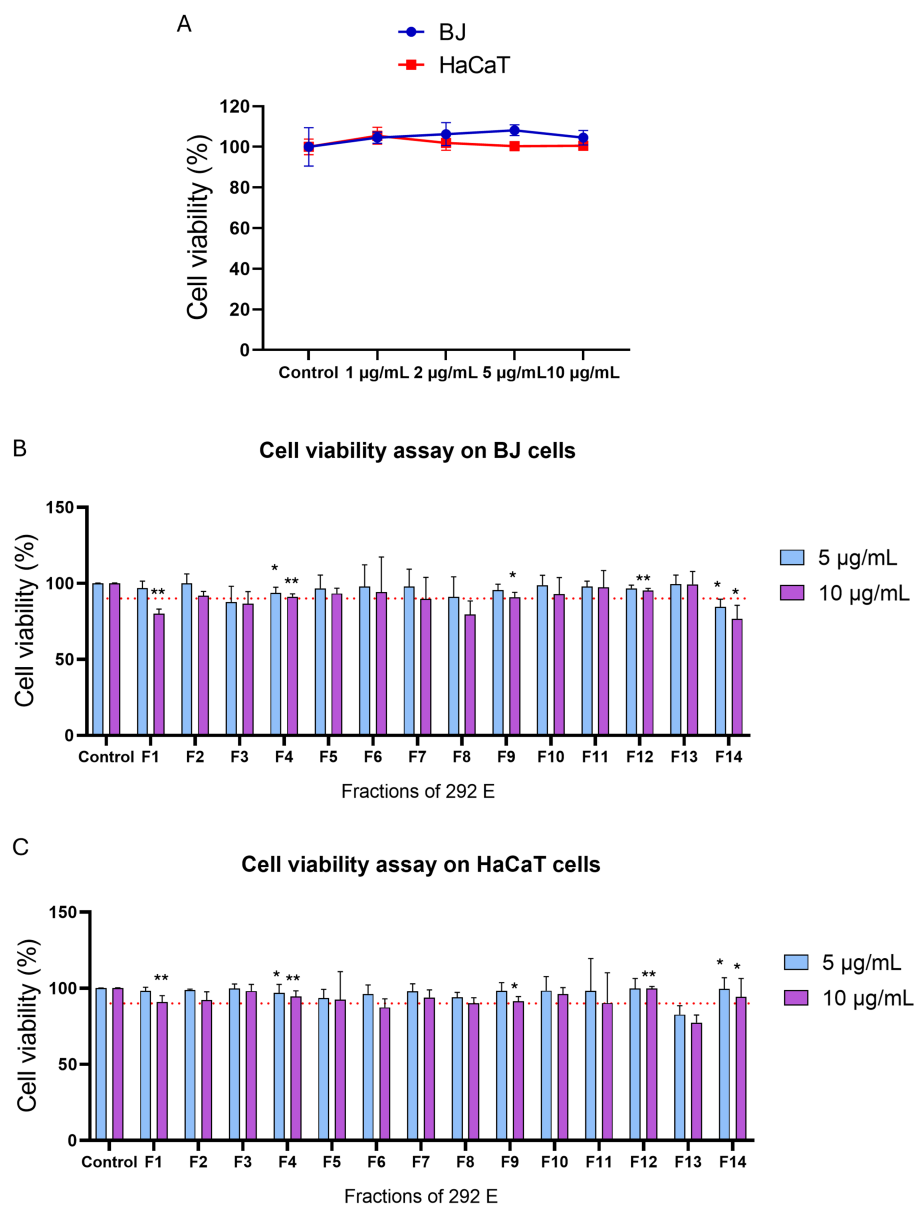 A
BJ
HaCaT
Cell viability (%)
120
100
80
60
40
20
0
Control 1 µg/mL 2 µg/mL 5 µg/mL 10 µg/mL
B
Cell viability assay on BJ cells
Cell viability (%)
150
100
50
0
** * ** * ** * *
Control F1 F2 F3 F4 F5 F6 F7 F8 F9 F10 F11 F12 F13 F14
Fractions of 292 E
5 µg/mL
10 µg/mL
C
Cell viability assay on HaCaT cells
Cell viability (%)
150
100
50
0
** * ** * ** * *
Control F1 F2 F3 F4 F5 F6 F7 F8 F9 F10 F11 F12 F13 F14
Fractions of 292 E
5 µg/mL
10 µg/mL